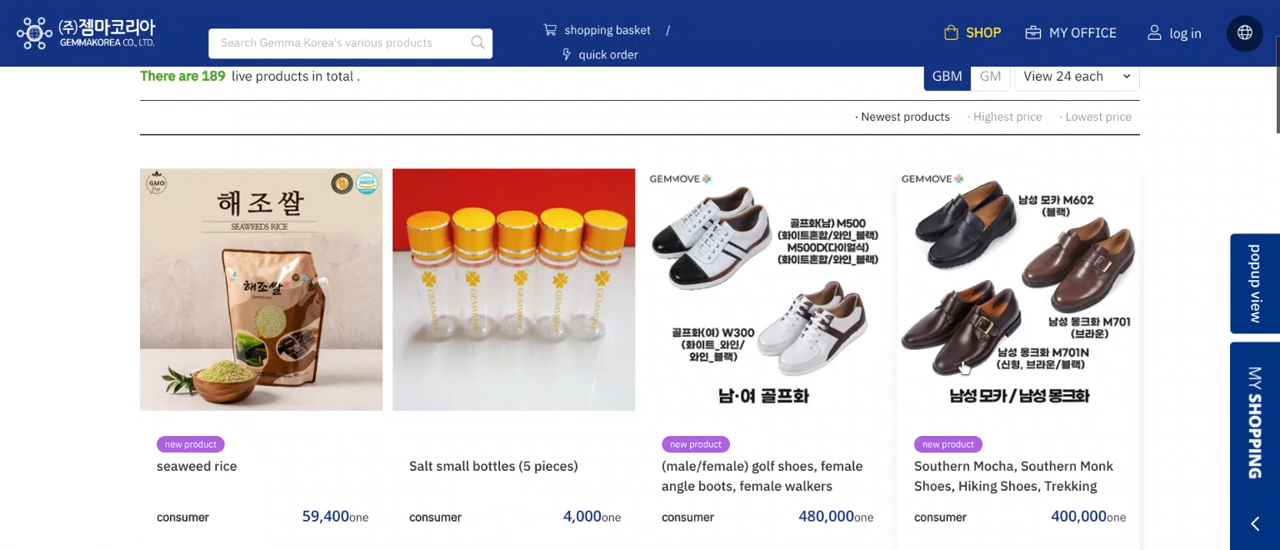 (주)젬마코리아
GEMMAKOREA CO., LTD.
Search Gemma Korea's various products
shopping basket /
quick order
SHOP
MY OFFICE
log in
There are 189 live products in total .
GBM
GM
View 24 each
· Newest products · Highest price · Lowest price
GMO
HACCP
해조쌀
SEAWEEDS RICE
해조쌀
new product
seaweed rice
consumer 59,400one
Salt small bottles (5 pieces)
consumer 4,000one
GEMMOVE
골프화(남) M500
(화이트혼합/와인_블랙)
M500D(다이얼식)
(화이트혼합/와인_블랙)
골프화(여) W300
(화이트_와인/
와인_블랙)
남·여 골프화
new product
(male/female) golf shoes, female
angle boots, female walkers
consumer 480,000one
GEMMOVE
남성 모카 M602
(블랙)
남성 몽크화 M701
(브라운)
남성 몽크화 M701N
(신형, 브라운/블랙)
남성 모카 / 남성 몽크화
new product
Southern Mocha, Southern Monk
Shoes, Hiking Shoes, Trekking
consumer 400,000one
popup view
MY SHOPPING